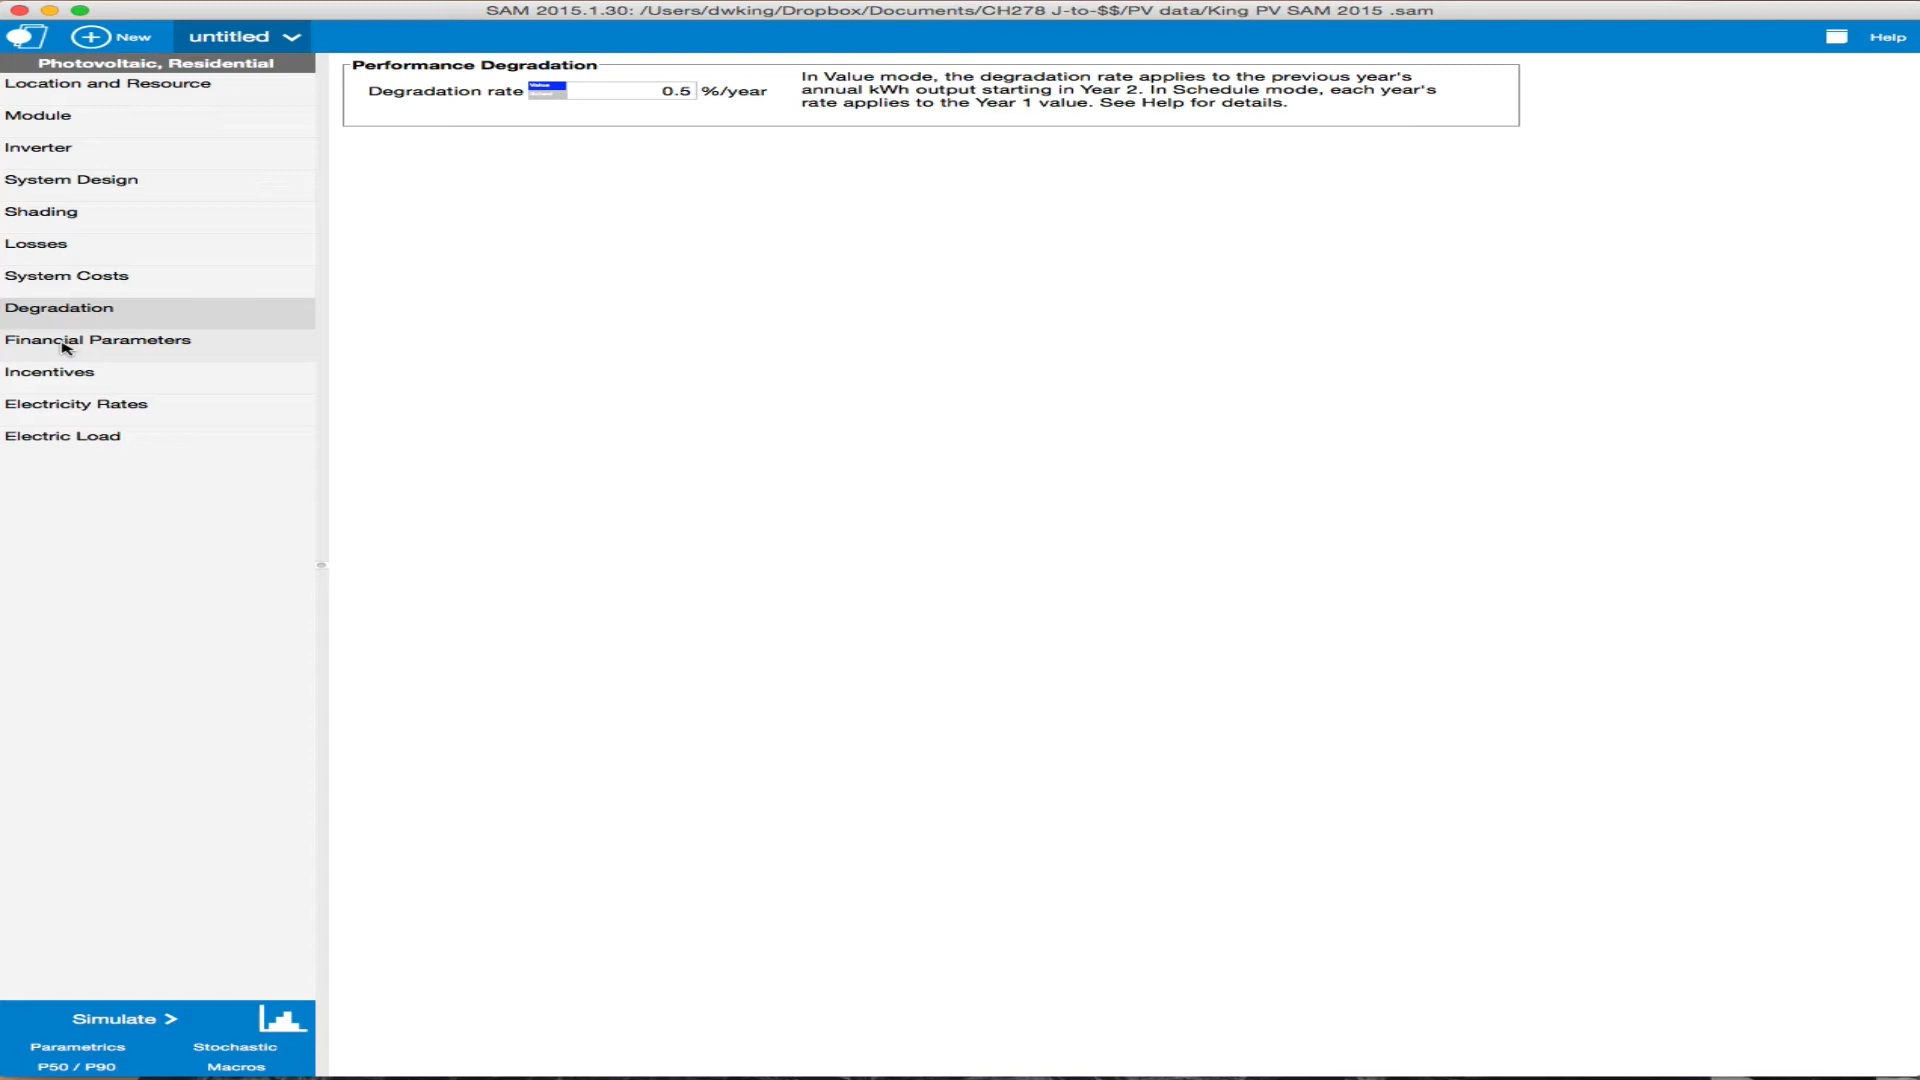 SAM 2015.1.30: /Users/dwking/Dropbox/Documents/CH278 J-to-$$/PV data/King PV SAM 2015 .sam
New
untitled
Help
Photovoltaic, Residential
Location and Resource
Module
Inverter
System Design
Shading
Losses
System Costs
Degradation
Financial Parameters
Incentives
Electricity Rates
Electric Load
Performance Degradation
Degradation rate
Value
0.5 %/year
In Value mode, the degradation rate applies to the previous year's
annual kWh output starting in Year 2. In Schedule mode, each year's
rate applies to the Year 1 value. See Help for details.
Simulate >
Parametrics
Stochastic
P50 / P90
Macros